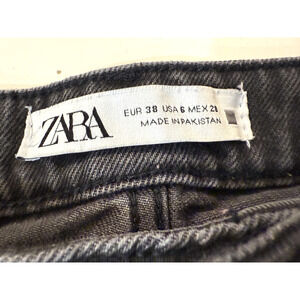 ZARA
EUR 38 USA 6 MEX 28
MADE IN PAKISTAN